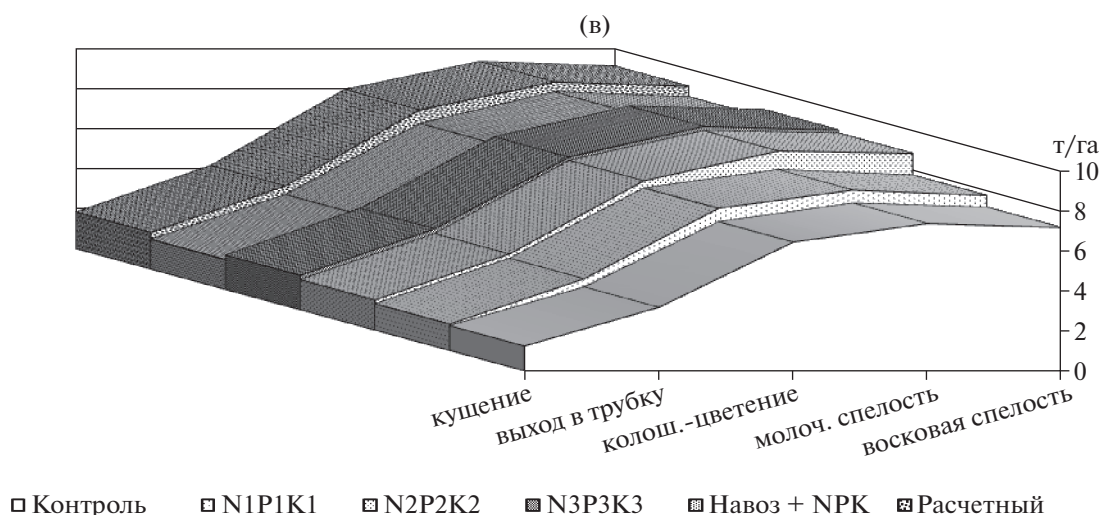 (в)
т/га
10
8
6
4
2
0
кущение
выход в трубку
колош.-цветение
молоч. спелость
восковая спелость
Контроль N1P1K1 N2P2K2 N3P3K3 Навоз + NPK Расчетный